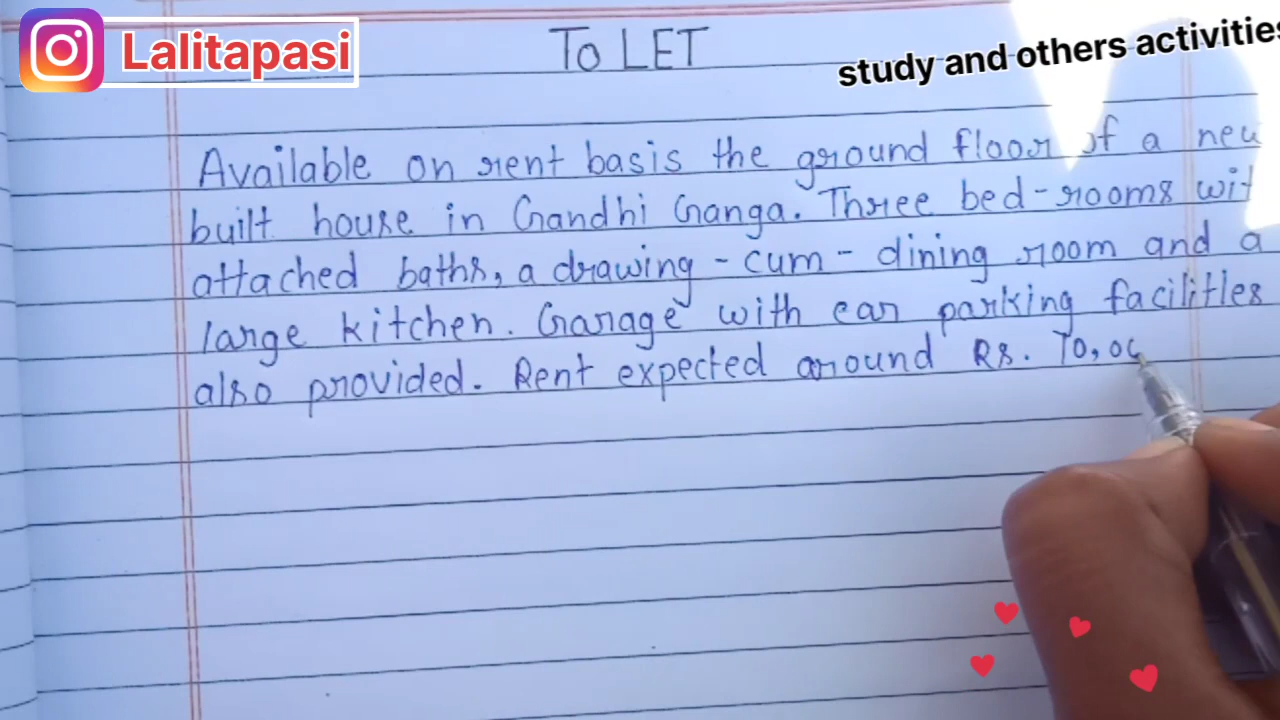 Lalitapasi
study and others activities
TO LET
Available on rent basis the ground floor of a new
built house in Gandhi Ganga. Three bed-rooms wit
attached baths, a drawing-cum-dining room and a
large kitchen. Garage with car parking facilities
also provided. Rent expected around Rs. 10,00